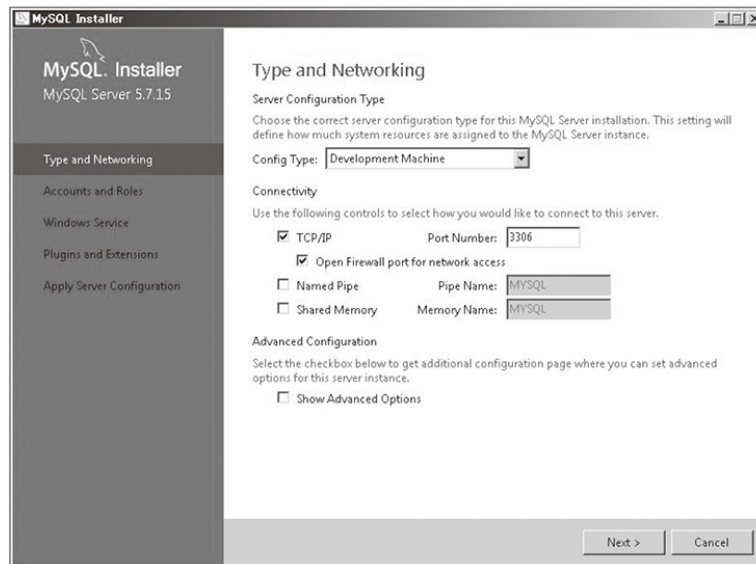 MySQL Installer
MySQL. Installer
MySQL Server 5.7.15
Type and Networking
Accounts and Roles
Windows Service
Plugins and Extensions
Apply Server Configuration
Type and Networking
Server Configuration Type
Choose the correct server configuration type for this MySQL Server installation. This setting will
define how much system resources are assigned to the MySQL Server instance.
Config Type: Development Machine
Connectivity
Use the following controls to select how you would like to connect to this server.
TCP/IP Port Number: 3306
Open Firewall port for network access
Named Pipe Pipe Name: MYSQL
Shared Memory Memory Name: MYSQL
Advanced Configuration
Select the checkbox below to get additional configuration page where you can set advanced
options for this server instance.
Show Advanced Options
Next > Cancel